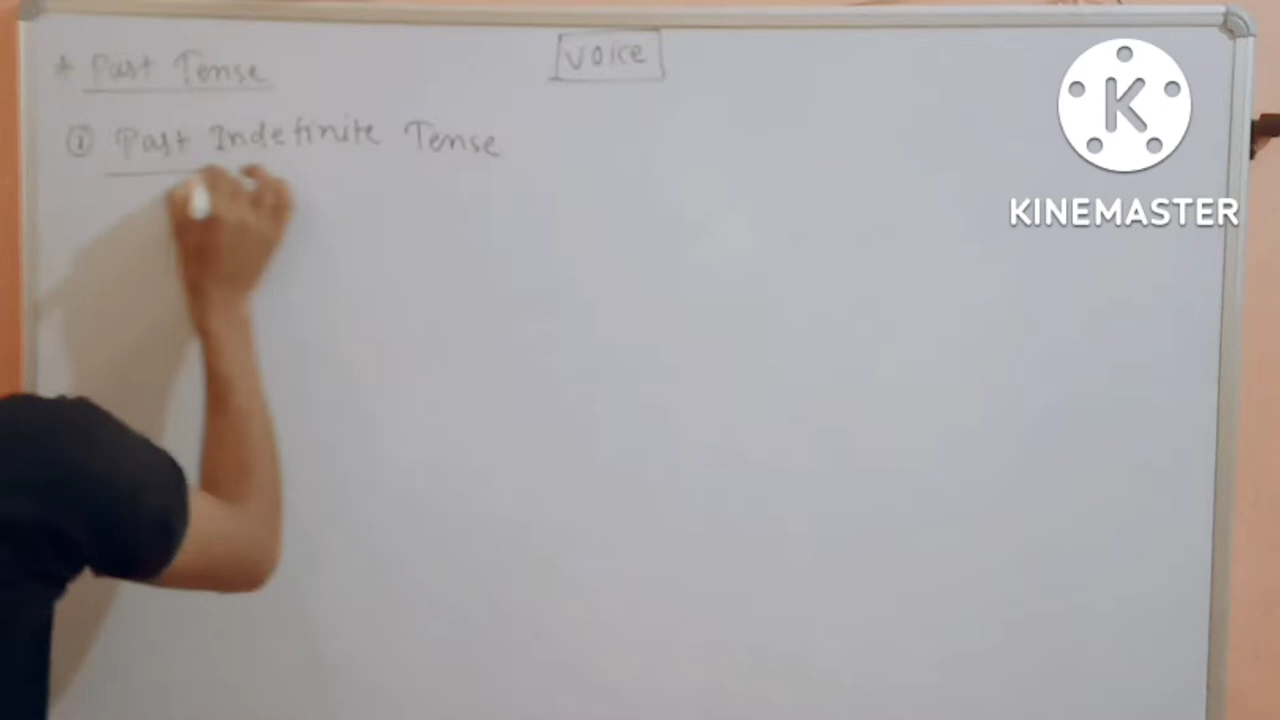 voice
* Past Tense
① Past Indefinite Tense
K
KINEMASTER